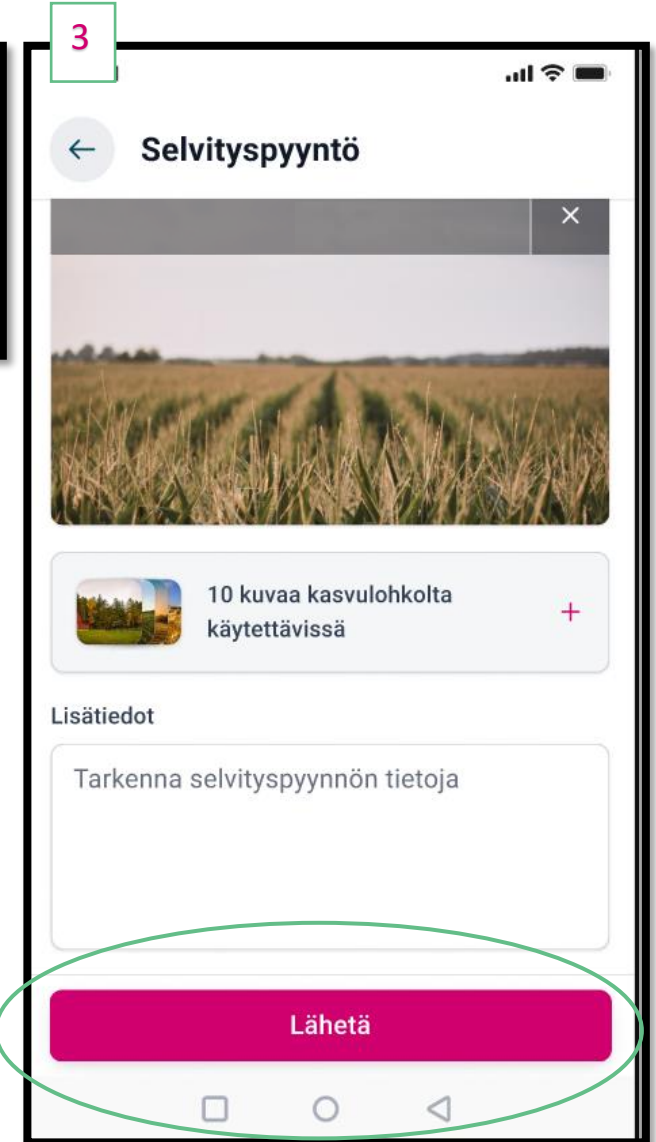 3
Selvityspyyntö
10 kuvaa kasvulohkolta
käytettävissä
Lisätiedot
Tarkenna selvityspyynnön tietoja
Lähetä